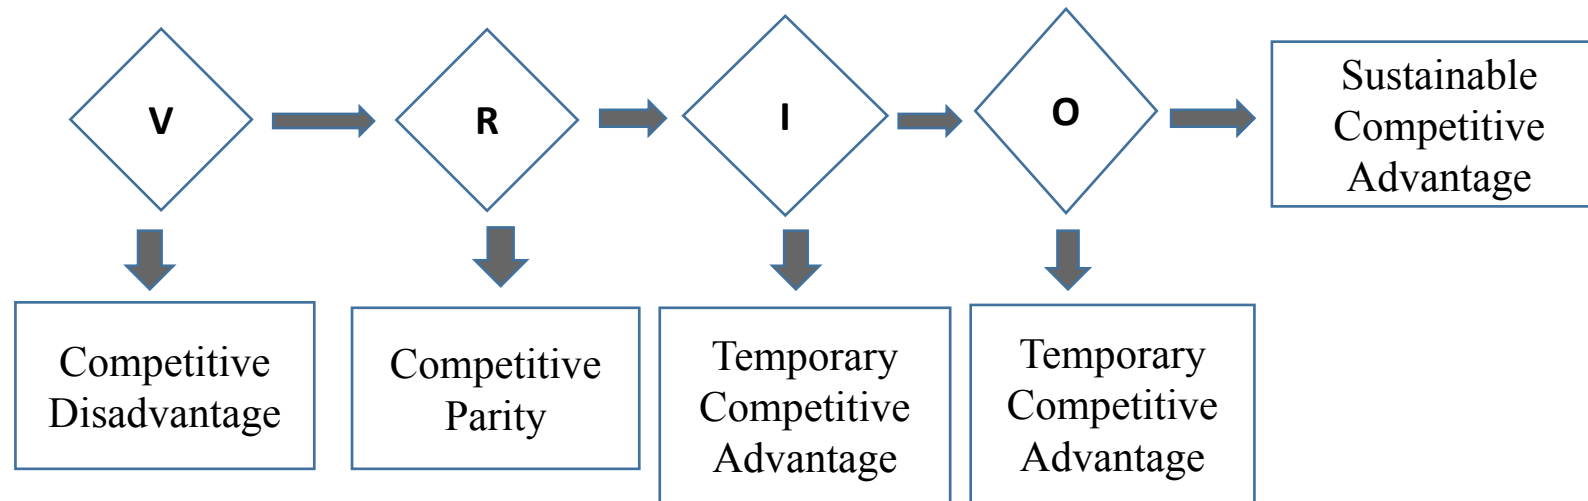 V
R
I
O
Sustainable
Competitive
Advantage
Competitive
Disadvantage
Competitive
Parity
Temporary
Competitive
Advantage
Temporary
Competitive
Advantage